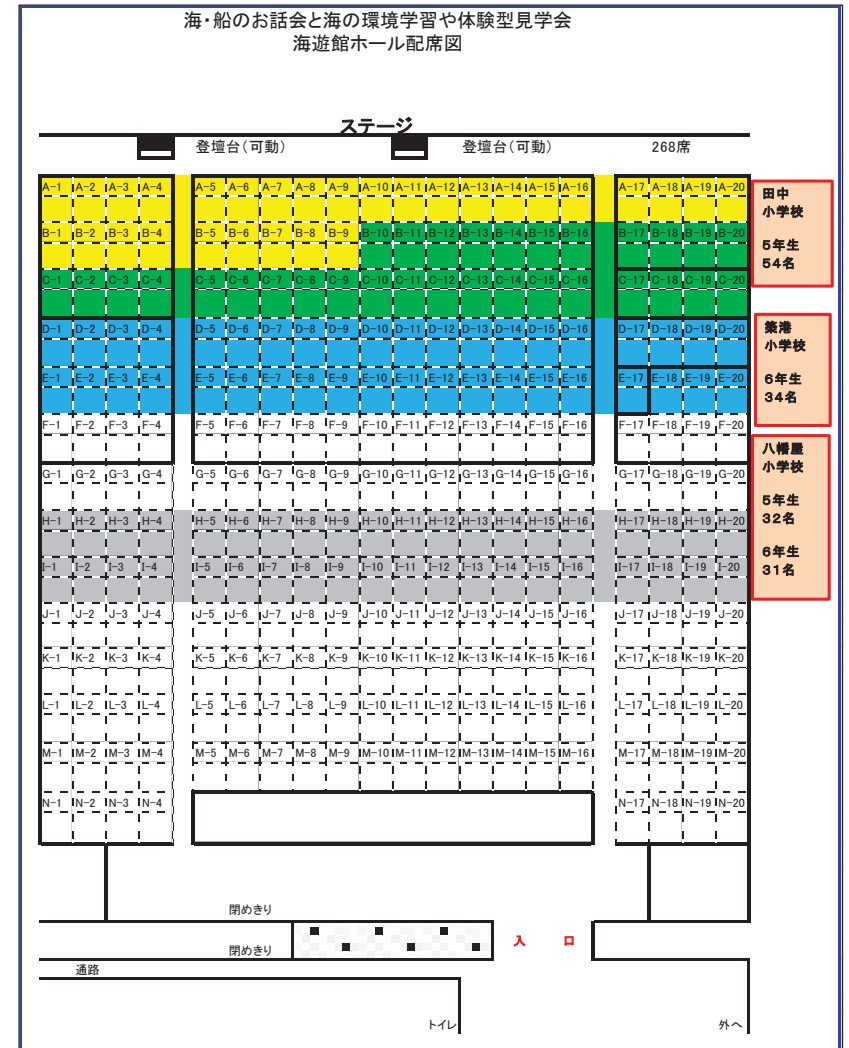 海・船のお話会と海の環境学習や体験型見学会
海遊館ホール配席図
ステージ
登壇台(可動) 登壇台(可動) 268席
A-1 A-2 A-3 A-4 A-5 A-6 A-7 A-8 A-9 A-10 A-11 A-12 A-13 A-14 A-15 A-16 A-17 A-18 A-19 A-20
B-1 B-2 B-3 B-4 B-5 B-6 B-7 B-8 B-9 B-10 B-11 B-12 B-13 B-14 B-15 B-16 B-17 B-18 B-19 B-20
C-1 C-2 C-3 C-4 C-5 C-6 C-7 C-8 C-9 C-10 C-11 C-12 C-13 C-14 C-15 C-16 C-17 C-18 C-19 C-20
D-1 D-2 D-3 D-4 D-5 D-6 D-7 D-8 D-9 D-10 D-11 D-12 D-13 D-14 D-15 D-16 D-17 D-18 D-19 D-20
E-1 E-2 E-3 E-4 E-5 E-6 E-7 E-8 E-9 E-10 E-11 E-12 E-13 E-14 E-15 E-16 E-17 E-18 E-19 E-20
F-1 F-2 F-3 F-4 F-5 F-6 F-7 F-8 F-9 F-10 F-11 F-12 F-13 F-14 F-15 F-16 F-17 F-18 F-19 F-20
G-1 G-2 G-3 G-4 G-5 G-6 G-7 G-8 G-9 G-10 G-11 G-12 G-13 G-14 G-15 G-16 G-17 G-18 G-19 G-20
H-1 H-2 H-3 H-4 H-5 H-6 H-7 H-8 H-9 H-10 H-11 H-12 H-13 H-14 H-15 H-16 H-17 H-18 H-19 H-20
I-1 I-2 I-3 I-4 I-5 I-6 I-7 I-8 I-9 I-10 I-11 I-12 I-13 I-14 I-15 I-16 I-17 I-18 I-19 I-20
J-1 J-2 J-3 J-4 J-5 J-6 J-7 J-8 J-9 J-10 J-11 J-12 J-13 J-14 J-15 J-16 J-17 J-18 J-19 J-20
K-1 K-2 K-3 K-4 K-5 K-6 K-7 K-8 K-9 K-10 K-11 K-12 K-13 K-14 K-15 K-16 K-17 K-18 K-19 K-20
L-1 L-2 L-3 L-4 L-5 L-6 L-7 L-8 L-9 L-10 L-11 L-12 L-13 L-14 L-15 L-16 L-17 L-18 L-19 L-20
M-1 M-2 M-3 M-4 M-5 M-6 M-7 M-8 M-9 M-10 M-11 M-12 M-13 M-14 M-15 M-16 M-17 M-18 M-19 M-20
N-1 N-2 N-3 N-4 N-17 N-18 N-19 N-20
田中
小学校
5年生
54名
築港
小学校
6年生
34名
八幡屋
小学校
5年生
32名
6年生
31名
閉めきり
入 口
閉めきり
通路
トイレ 外へ